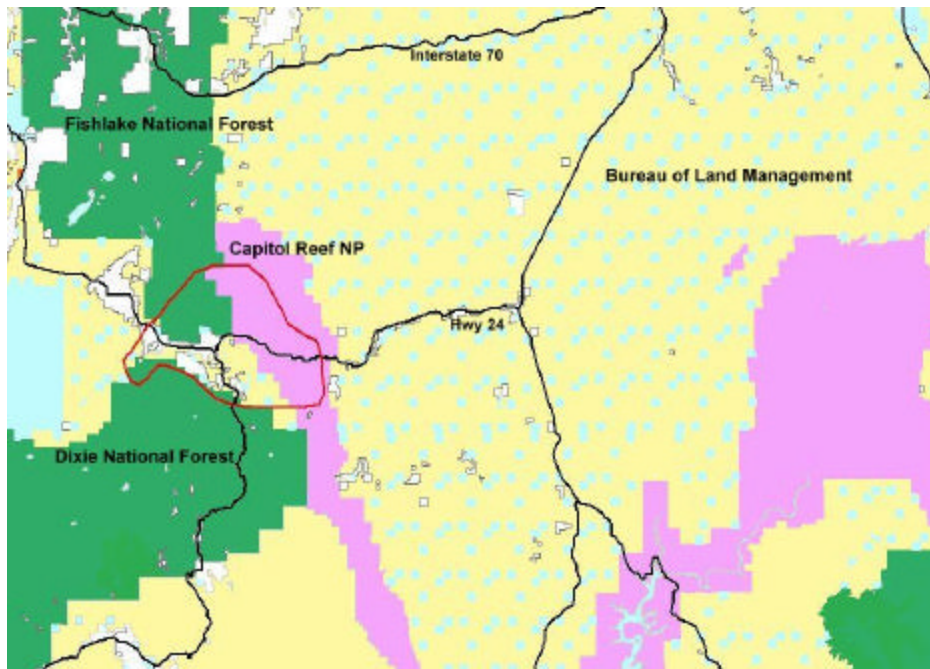 Interstate 70
Fishlake National Forest
Bureau of Land Management
Capitol Reef NP
Hwy 24
Dixie National Forest